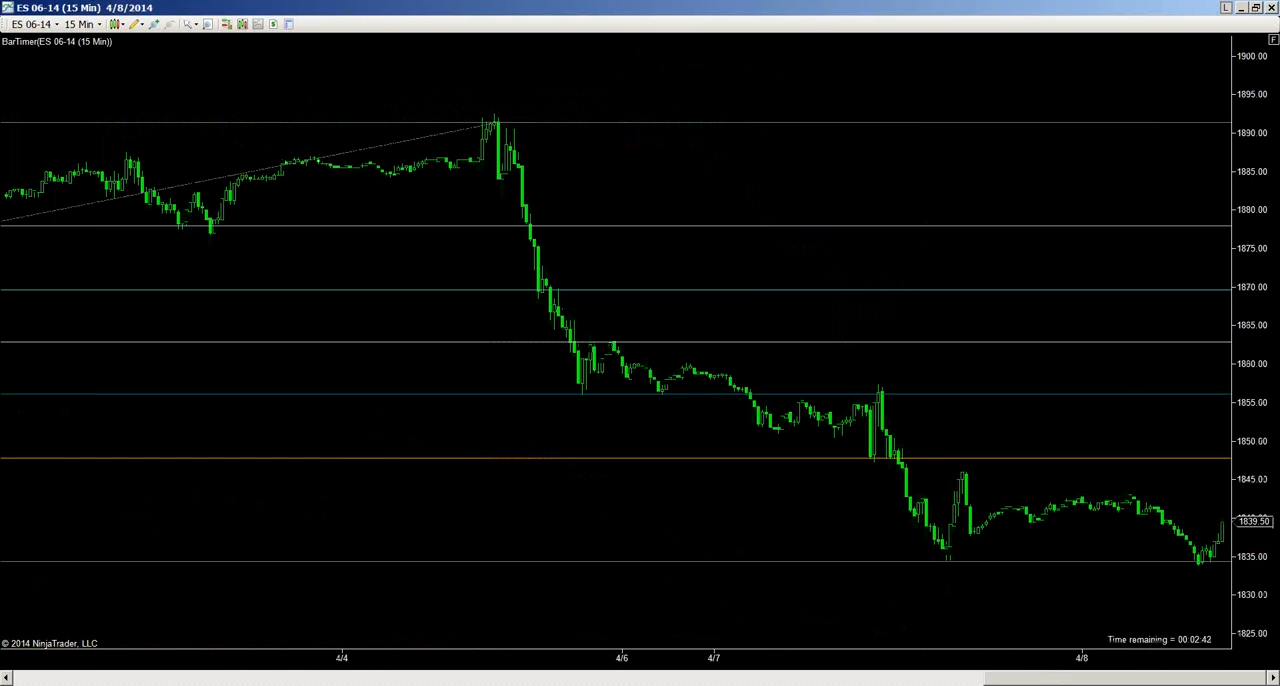 ES 06-14 (15 Min) 4/8/2014
ES 06-14 15 Min
BarTimer(ES 06-14 (15 Min))
F
L
1900.00
1895.00
1890.00
1885.00
1880.00
1875.00
1870.00
1865.00
1860.00
1855.00
1850.00
1845.00
1839.50
1835.00
1830.00
1825.00
Time remaining = 00:02:42
© 2014 NinjaTrader, LLC
4/4
4/6
4/7
4/8